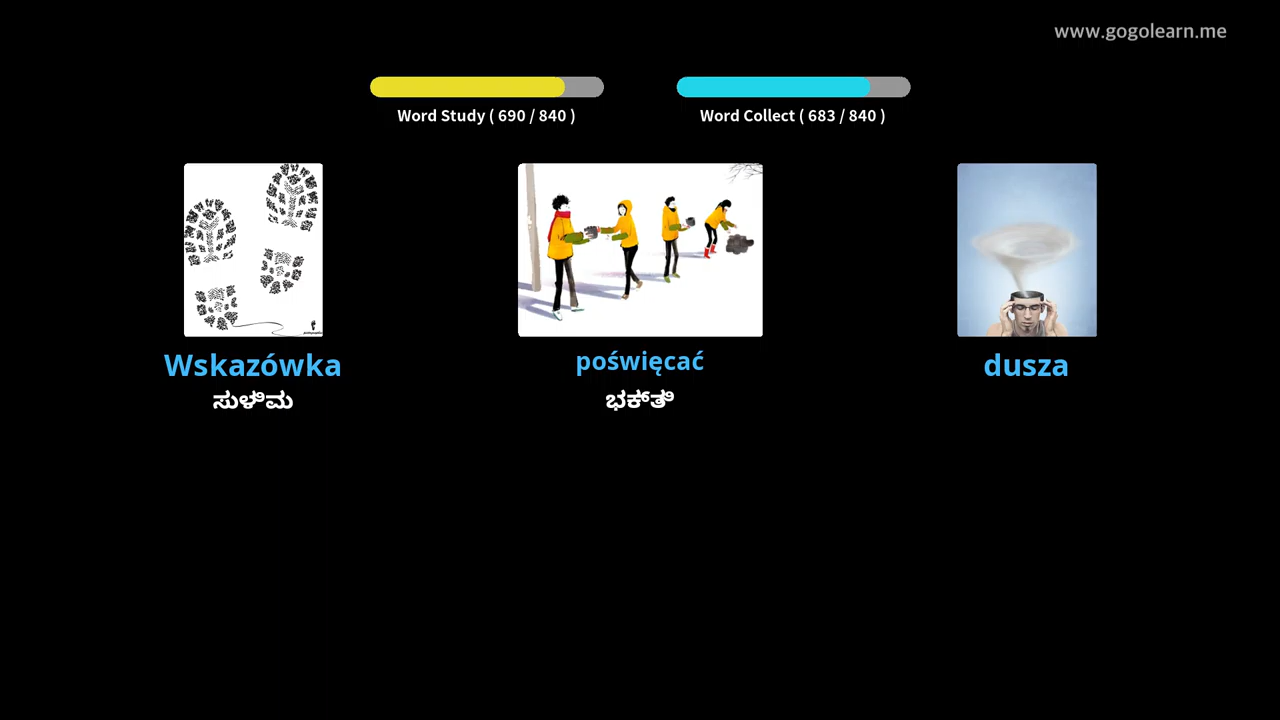 www.gogolearn.me
Word Study ( 690 / 840 )
Word Collect ( 683 / 840 )
Wskazówka
ಸುಳಿಮ
poświęcać
ಭಕ್ತಿ
dusza